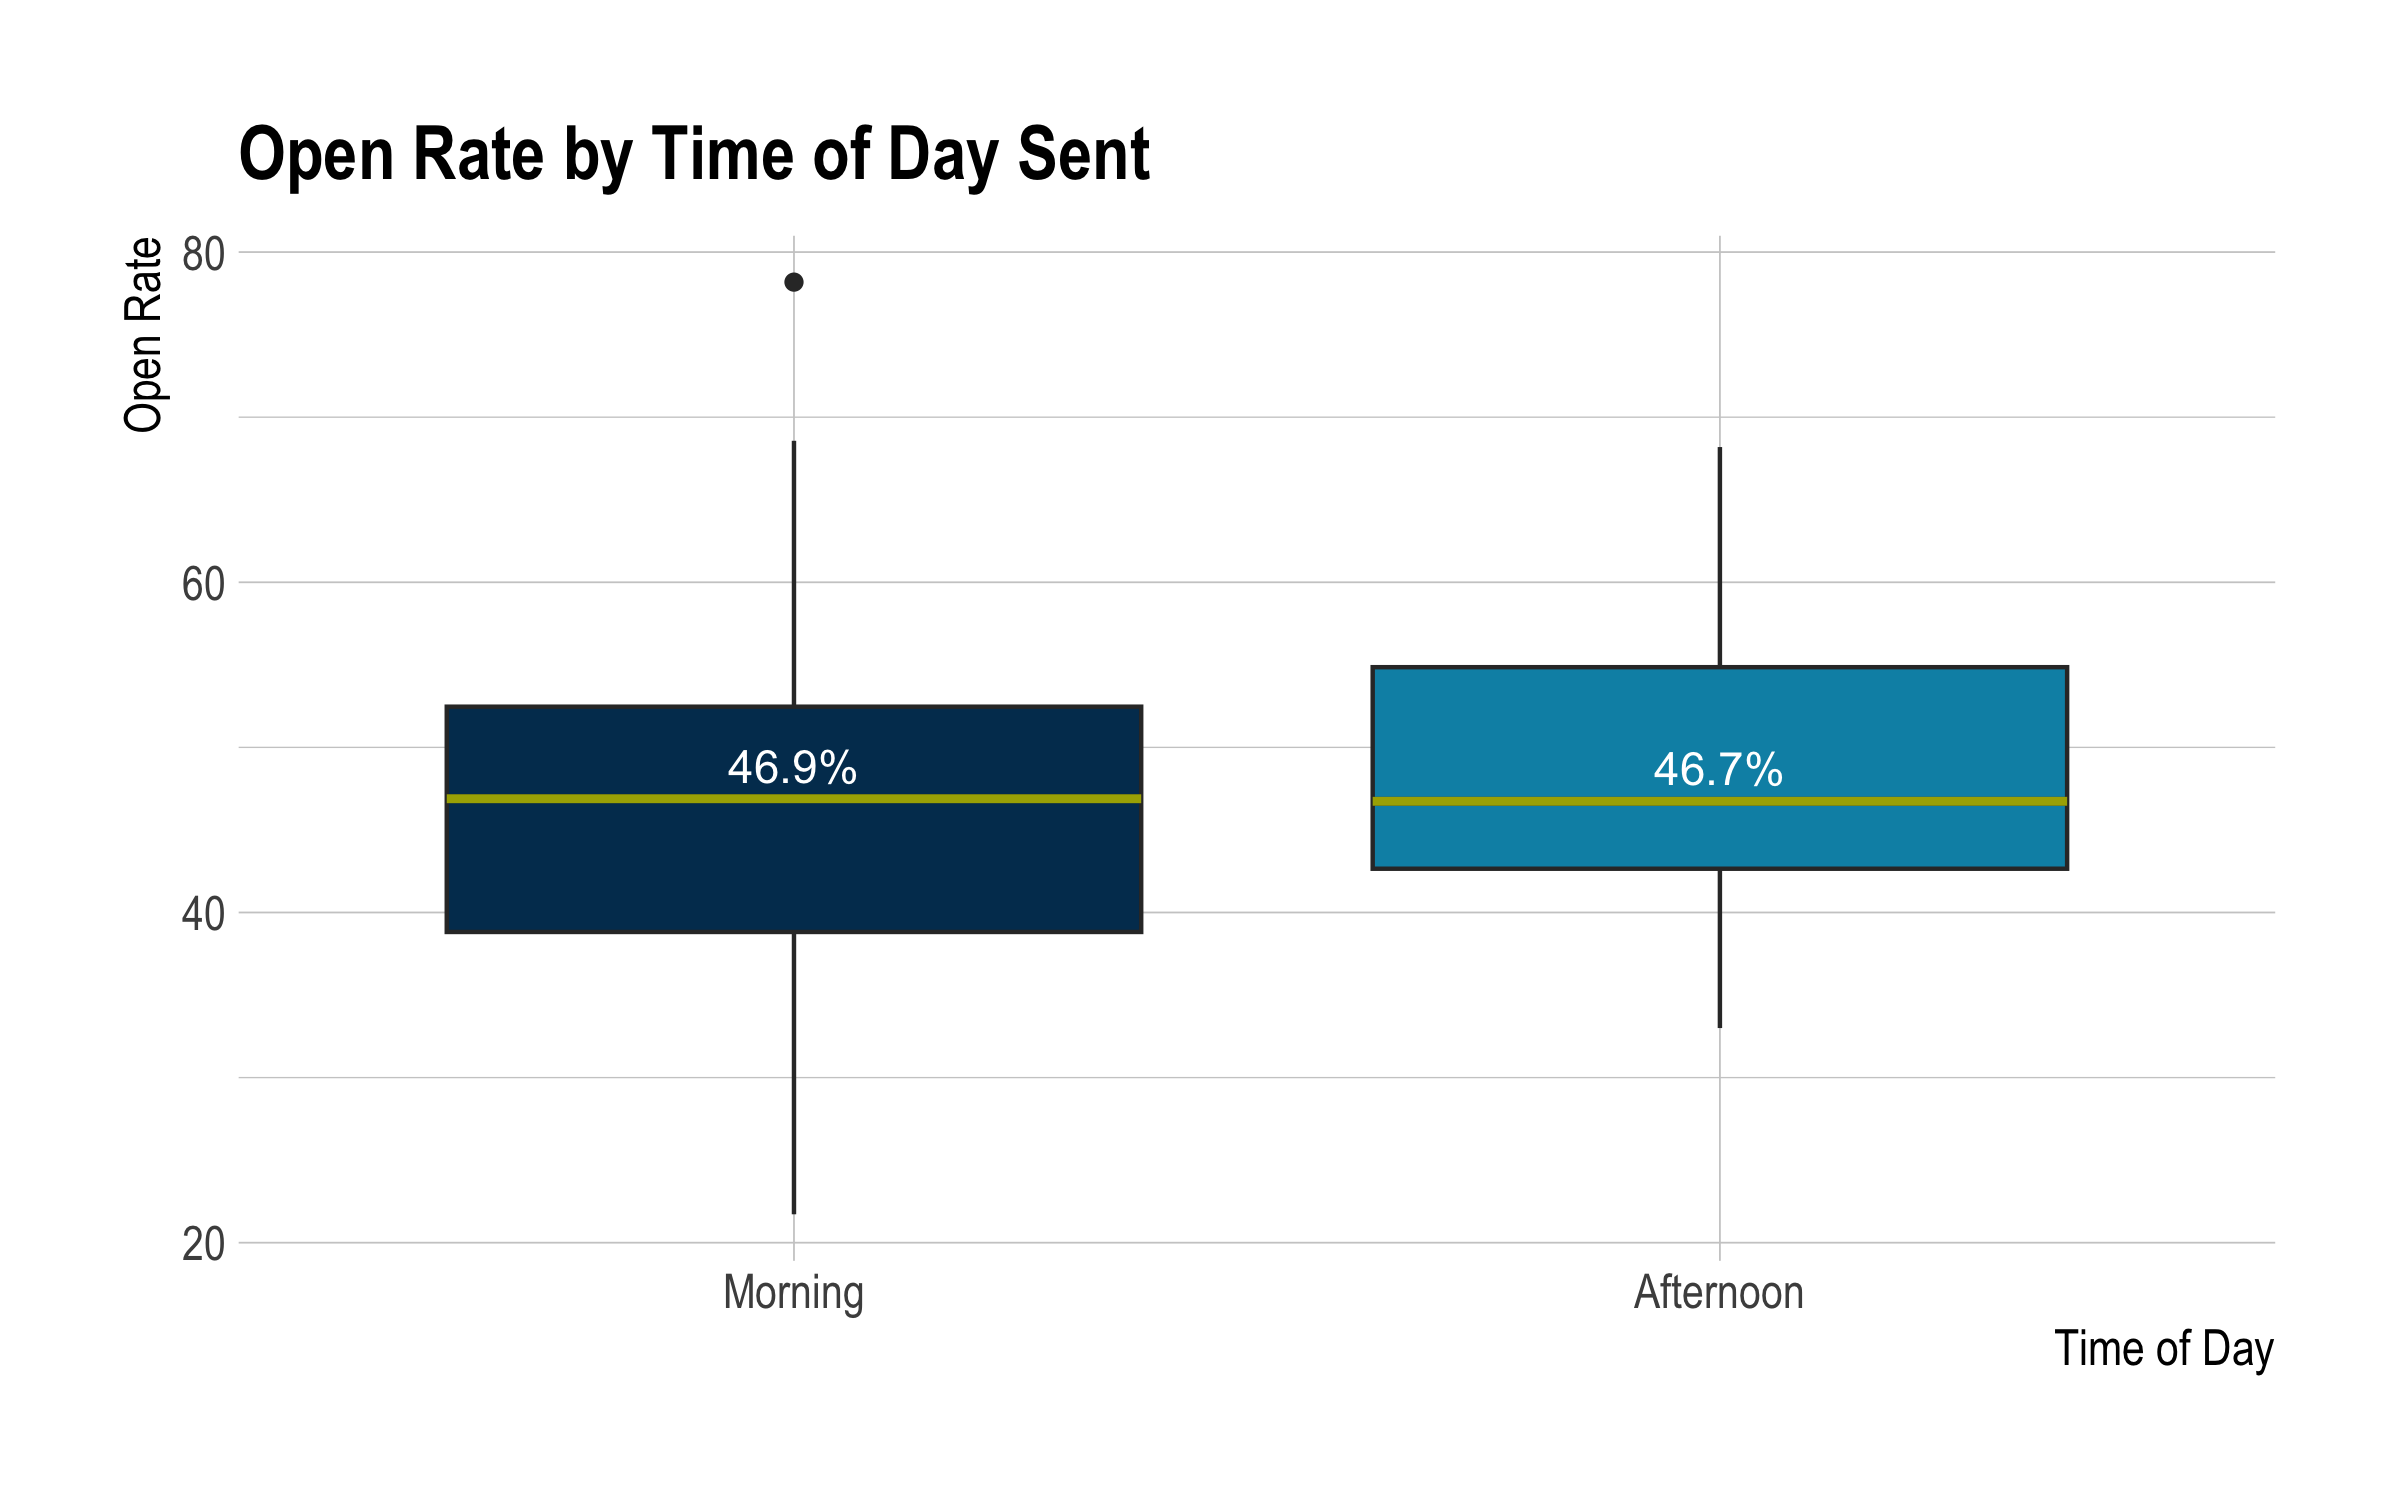 Open Rate by Time of Day Sent
Open Rate
80
60
40
20
46.9%
46.7%
Morning
Afternoon
Time of Day